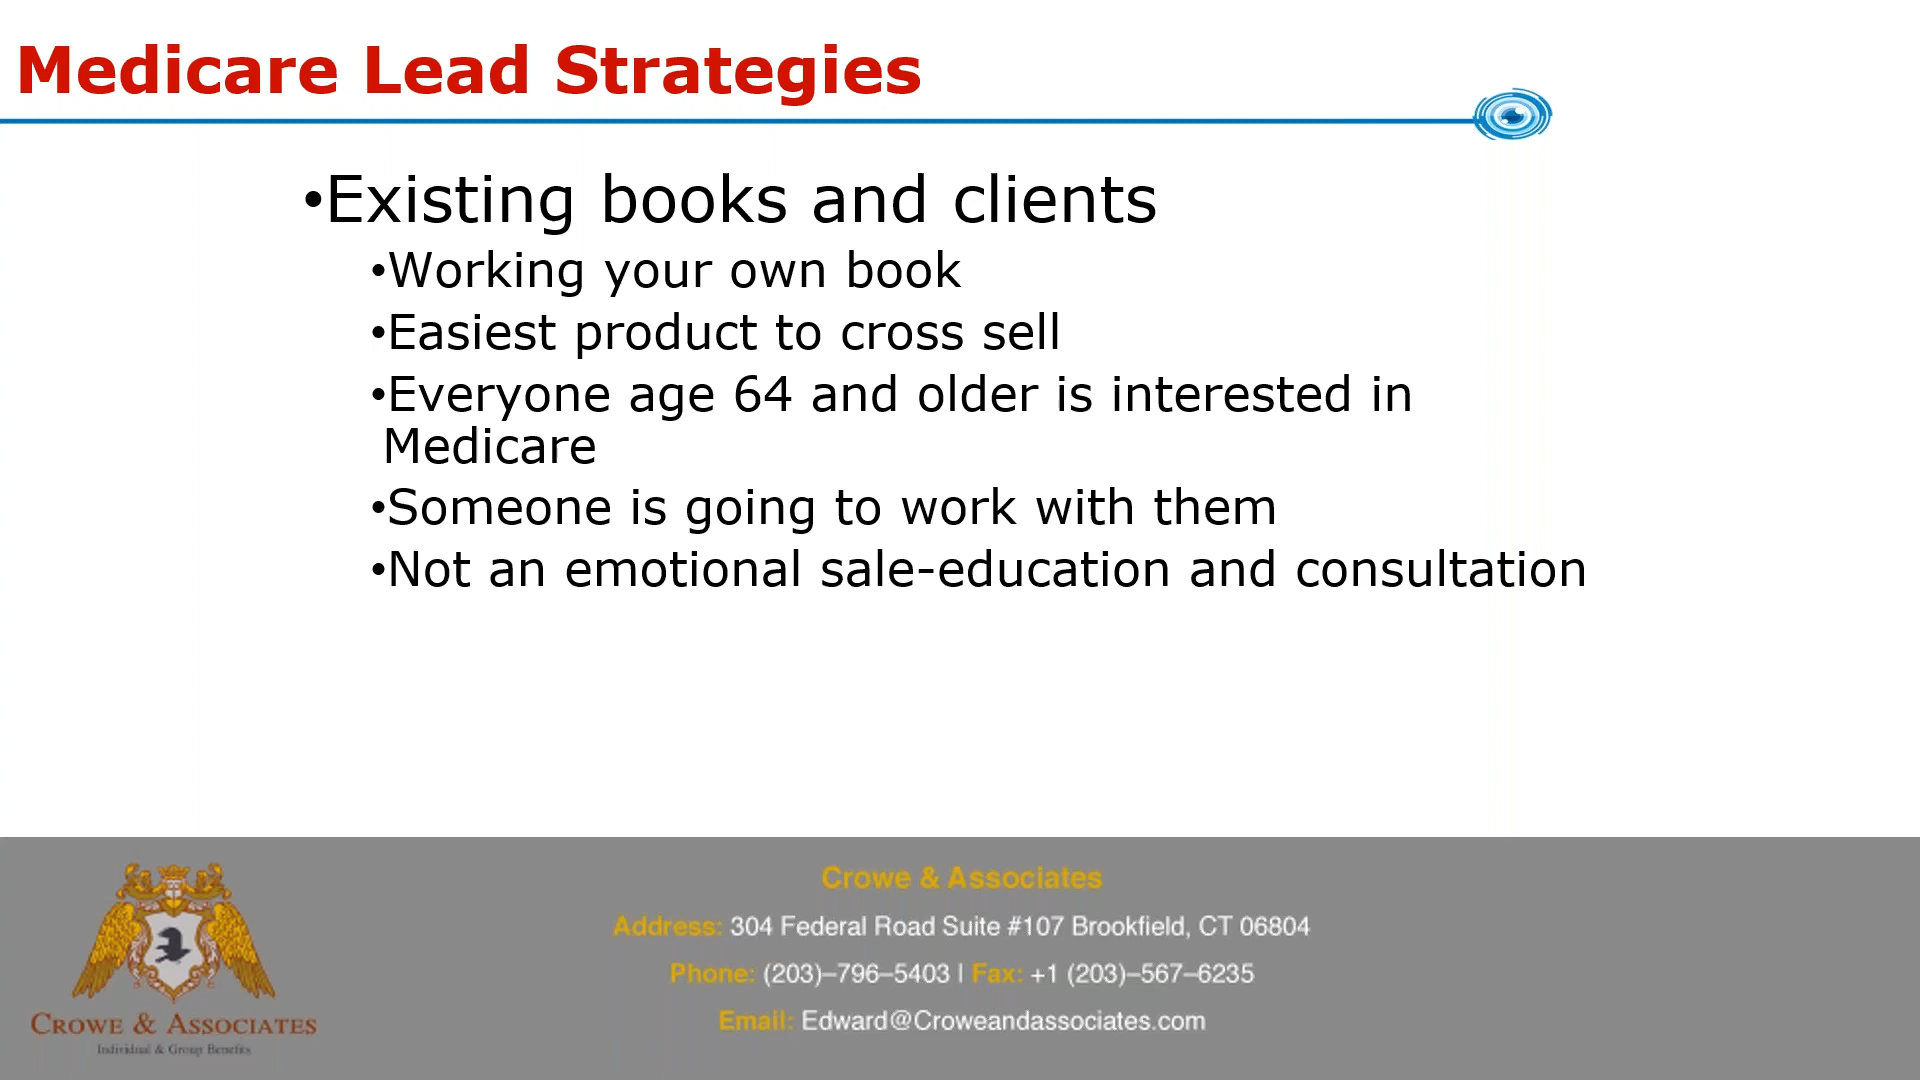 Medicare Lead Strategies
•Existing books and clients
•Working your own book
•Easiest product to cross sell
•Everyone age 64 and older is interested in
Medicare
•Someone is going to work with them
•Not an emotional sale-education and consultation
Crowe & Associates
Address: 304 Federal Road Suite #107 Brookfield, CT 06804
Phone: (203)–796–5403 | Fax: +1 (203)–567–6235
Email: Edward@Croweandassociates.com
CROWE & ASSOCIATES
Individual & Group Benefits